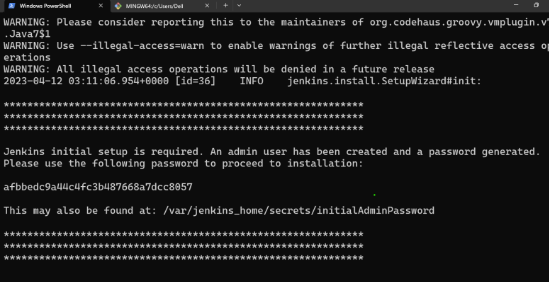 Windows PowerShell
MINGW64:/c/Users/Dell
WARNING: Please consider reporting this to the maintainers of org.codehaus.groovy.vmplugin.v7
.Java7$1
WARNING: Use --illegal-access=warn to enable warnings of further illegal reflective access op
erations
WARNING: All illegal access operations will be denied in a future release
2023-04-12 03:11:06.954+0000 [id=36] INFO jenkins.install.SetupWizard#init:
*************************************************************
*************************************************************
*************************************************************
Jenkins initial setup is required. An admin user has been created and a password generated.
Please use the following password to proceed to installation:
afbbedc9a44c4fc3b487668a7dcc8057
This may also be found at: /var/jenkins_home/secrets/initialAdminPassword
*************************************************************
*************************************************************
*************************************************************